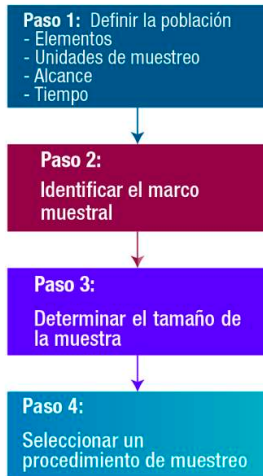 Paso 1: Definir la población
- Elementos
- Unidades de muestreo
- Alcance
- Tiempo
Paso 2:
Identificar el marco
muestral
Paso 3:
Determinar el tamaño de
la muestra
Paso 4:
Seleccionar un
procedimiento de muestreo